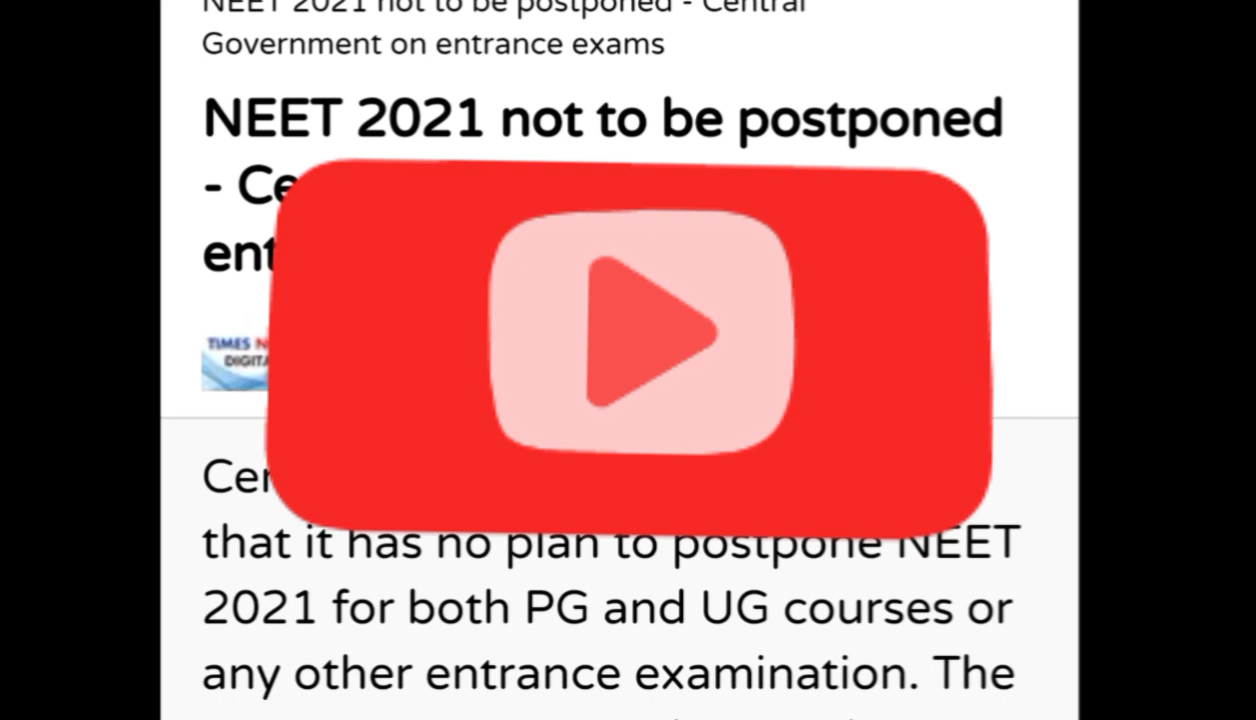 NEET 2021 not to be postponed - Central
Government on entrance exams
NEET 2021 not to be postponed
- Ce
ent
TIMES N
DIGITA
Cer
that it has no plan to postpone NEET
2021 for both PG and UG courses or
any other entrance examination. The